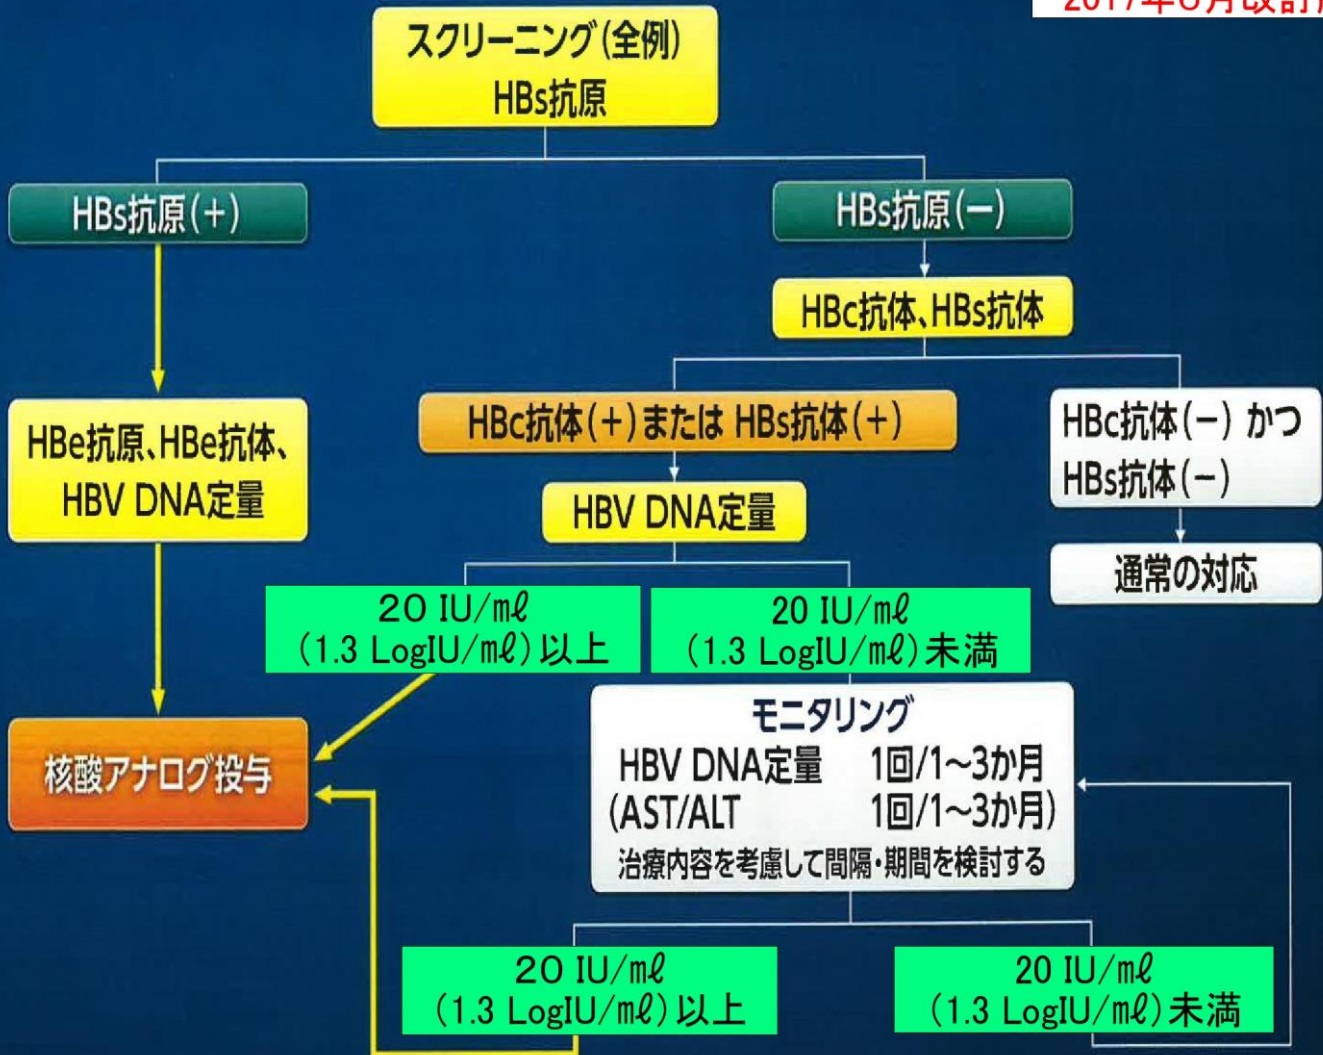 2017年8月改訂
スクリーニング(全例)
HBs抗原
HBs抗原(+)
HBs抗原(-)
HBc抗体、HBs抗体
HBc抗体(+)または HBs抗体(+)
HBc抗体(-) かつ
HBs抗体(-)
HBe抗原、HBe抗体、
HBV DNA定量
HBV DNA定量
通常の対応
20 IU/mℓ
(1.3 LogIU/mℓ)以上
20 IU/mℓ
(1.3 LogIU/mℓ)未満
核酸アナログ投与
モニタリング
HBV DNA定量 1回/1~3か月
(AST/ALT 1回/1~3か月)
治療内容を考慮して間隔・期間を検討する
20 IU/mℓ
(1.3 LogIU/mℓ)以上
20 IU/mℓ
(1.3 LogIU/mℓ)未満